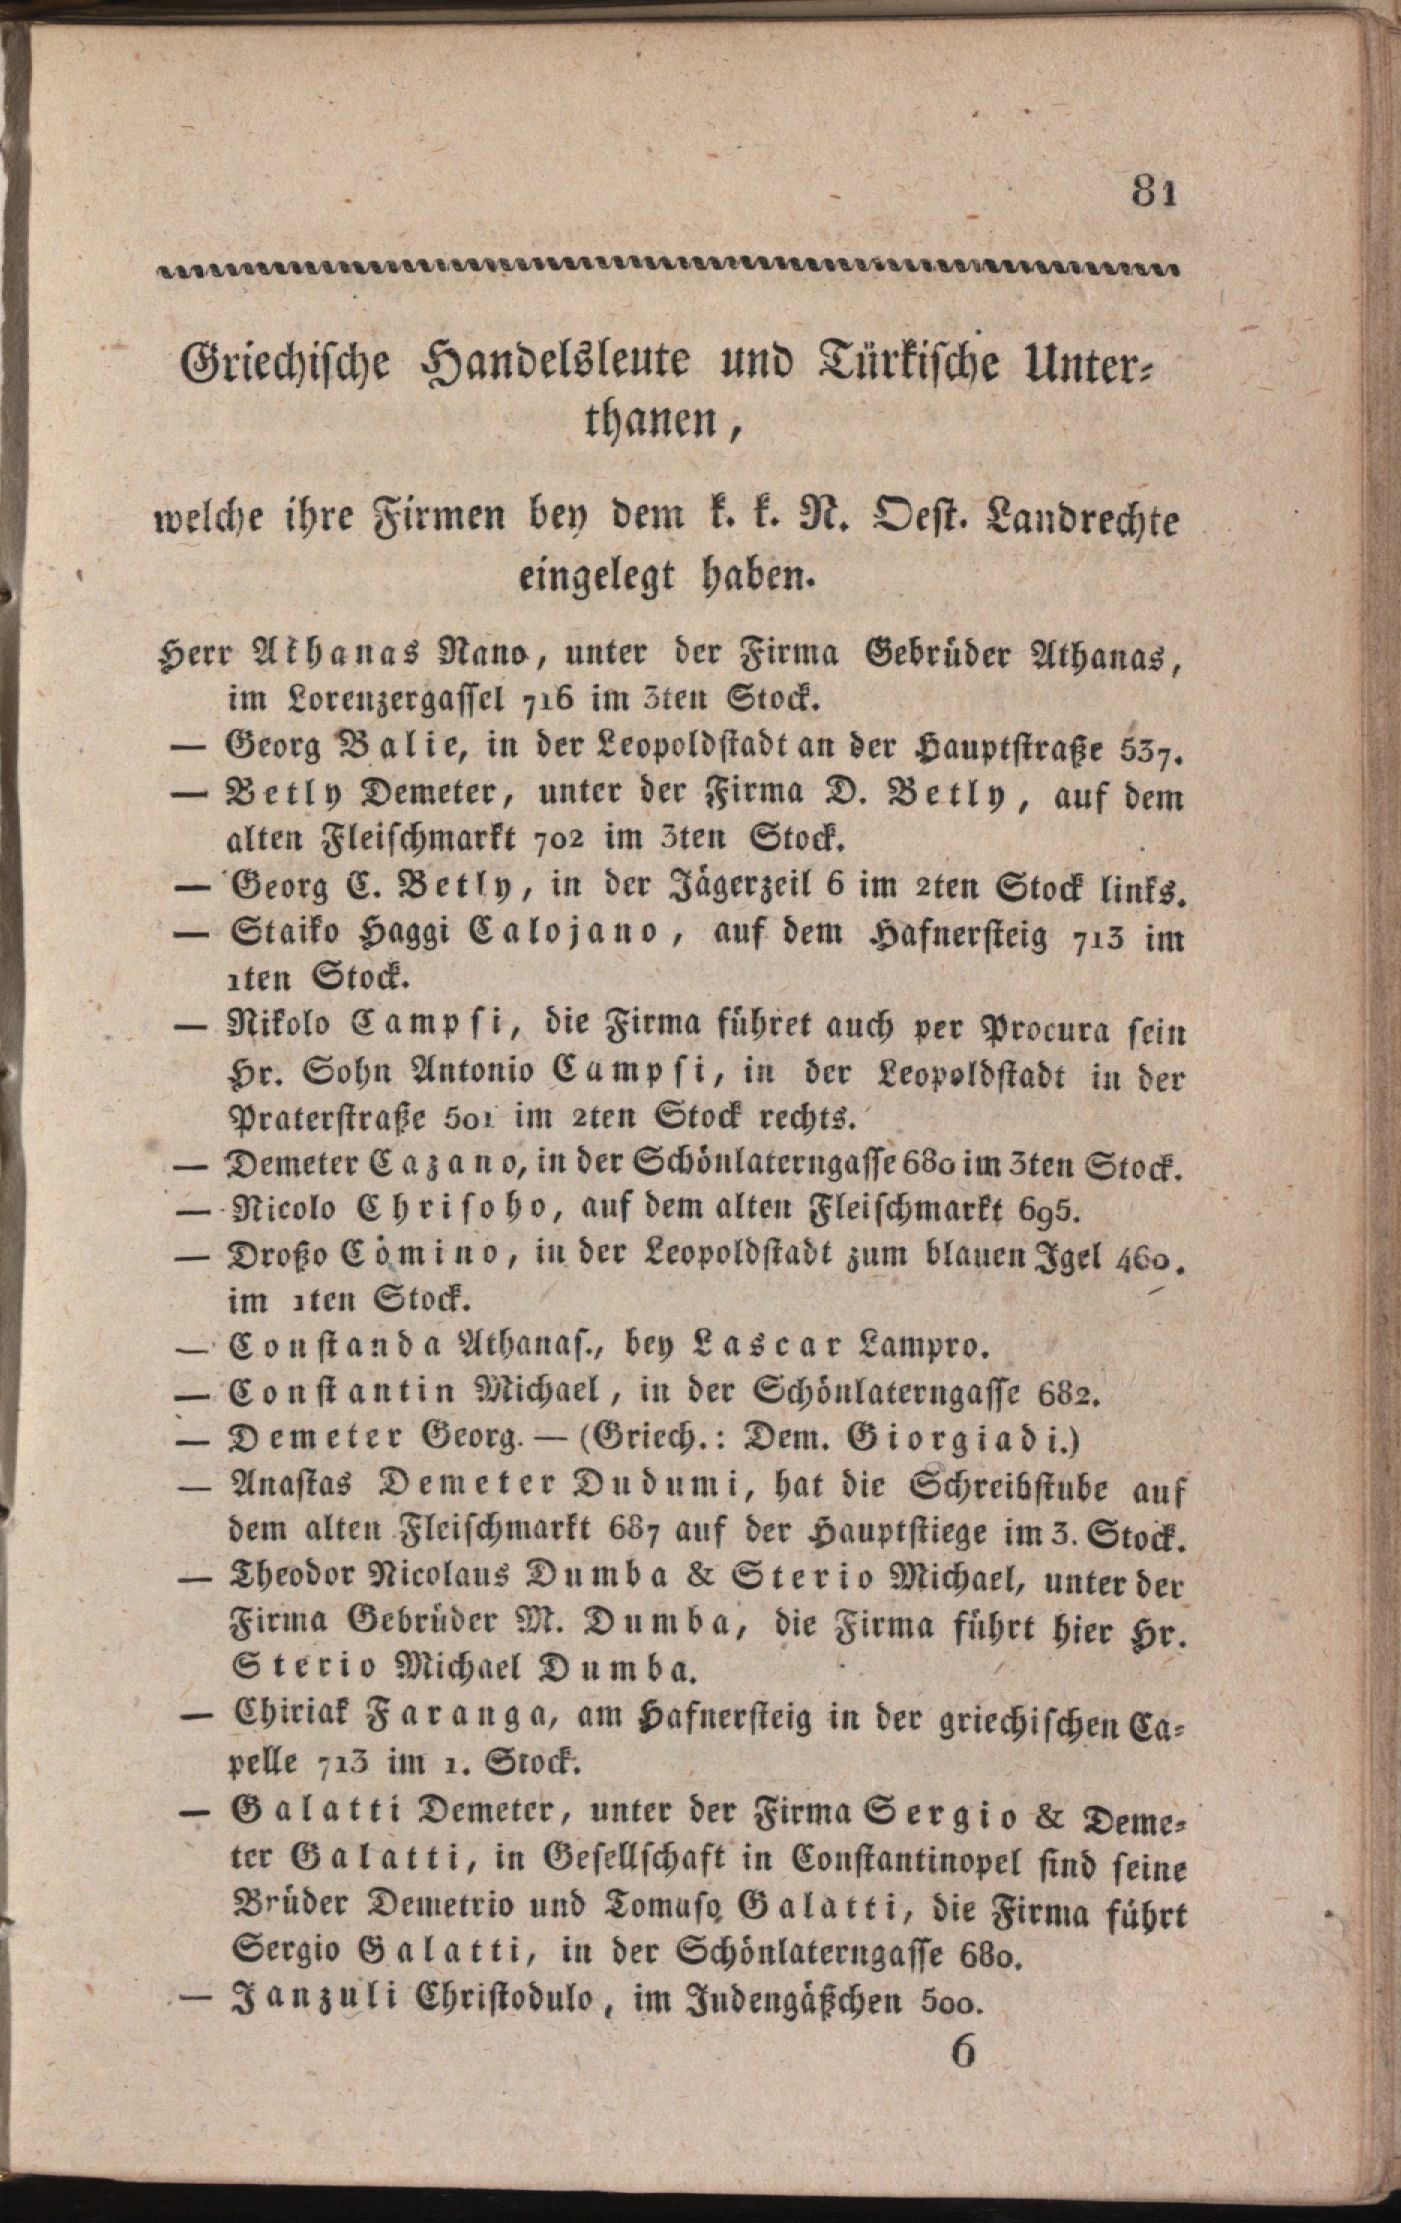 81
Griechische Handelsleute und Türkische Unter-
thanen,
welche ihre Firmen bey dem k. k. N. Oest. Landrechte
eingelegt haben.
Herr Athanas Nano, unter der Firma Gebrüder Athanas,
im Lorenzergassel 716 im 3ten Stock.
— Georg Balie, in der Leopoldstadt an der Hauptstraße 537.
— Betly Demeter, unter der Firma D. Betly, auf dem
alten Fleischmarkt 702 im 3ten Stock.
— Georg C. Betly, in der Jägerzeil 6 im 2ten Stock links.
— Staiko Haggi Calojano, auf dem Hafnersteig 713 im
1ten Stock.
— Nikolo Campsi, die Firma führet auch per Procura sein
Hr. Sohn Antonio Campsi, in der Leopoldstadt in der
Praterstraße 501 im 2ten Stock rechts.
— Demeter Cazano, in der Schönlaterngasse 680 im 3ten Stock.
— Nicolo Chrisoho, auf dem alten Fleischmarkt 695.
— Droßo Comino, in der Leopoldstadt zum blauen Igel 460.
im 1ten Stock.
— Constanda Athanas., bey Lascar Lampro.
— Constantin Michael, in der Schönlaterngasse 682.
— Demeter Georg. — (Griech.: Dem. Giorgiadi.)
— Anastas Demeter Dudumi, hat die Schreibstube auf
dem alten Fleischmarkt 687 auf der Hauptstiege im 3. Stock.
— Theodor Nicolaus Dumba & Sterio Michael, unter der
Firma Gebrüder M. Dumba, die Firma führt hier Hr.
Sterio Michael Dumba.
— Chiriak Faranga, am Hafnersteig in der griechischen Ca-
pelle 713 im 1. Stock.
— Galatti Demeter, unter der Firma Sergio & Deme-
ter Galatti, in Gesellschaft in Constantinopel sind seine
Brüder Demetrio und Tomaso Galatti, die Firma führt
Sergio Galatti, in der Schönlaterngasse 680.
— Janzuli Christodulo, im Judengäßchen 500.
6